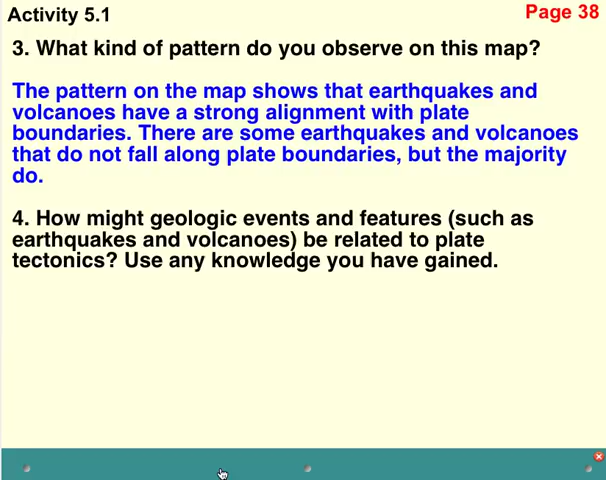 Activity 5.1
Page 38
3. What kind of pattern do you observe on this map?
The pattern on the map shows that earthquakes and
volcanoes have a strong alignment with plate
boundaries. There are some earthquakes and volcanoes
that do not fall along plate boundaries, but the majority
do.
4. How might geologic events and features (such as
earthquakes and volcanoes) be related to plate
tectonics? Use any knowledge you have gained.